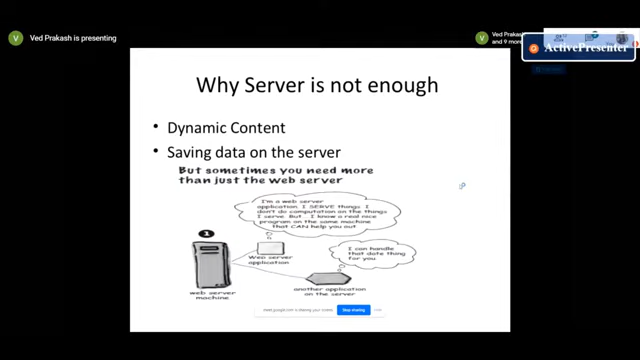 Ved Prakash is presenting
Ved Prakash
and 9 more
You
ActivePresenter
Why Server is not enough
• Dynamic Content
• Saving data on the server
But sometimes you need more
than just the web server
I'm a web server
application. I SERVE things. I
don't do computation on the things
I serve. But... I know a real nice
program on the same machine
that CAN help you out
I can handle
that date thing
for you.
1
Web server
application
web server
machine
another application
on the server
meet.google.com is sharing your screen.
Stop sharing